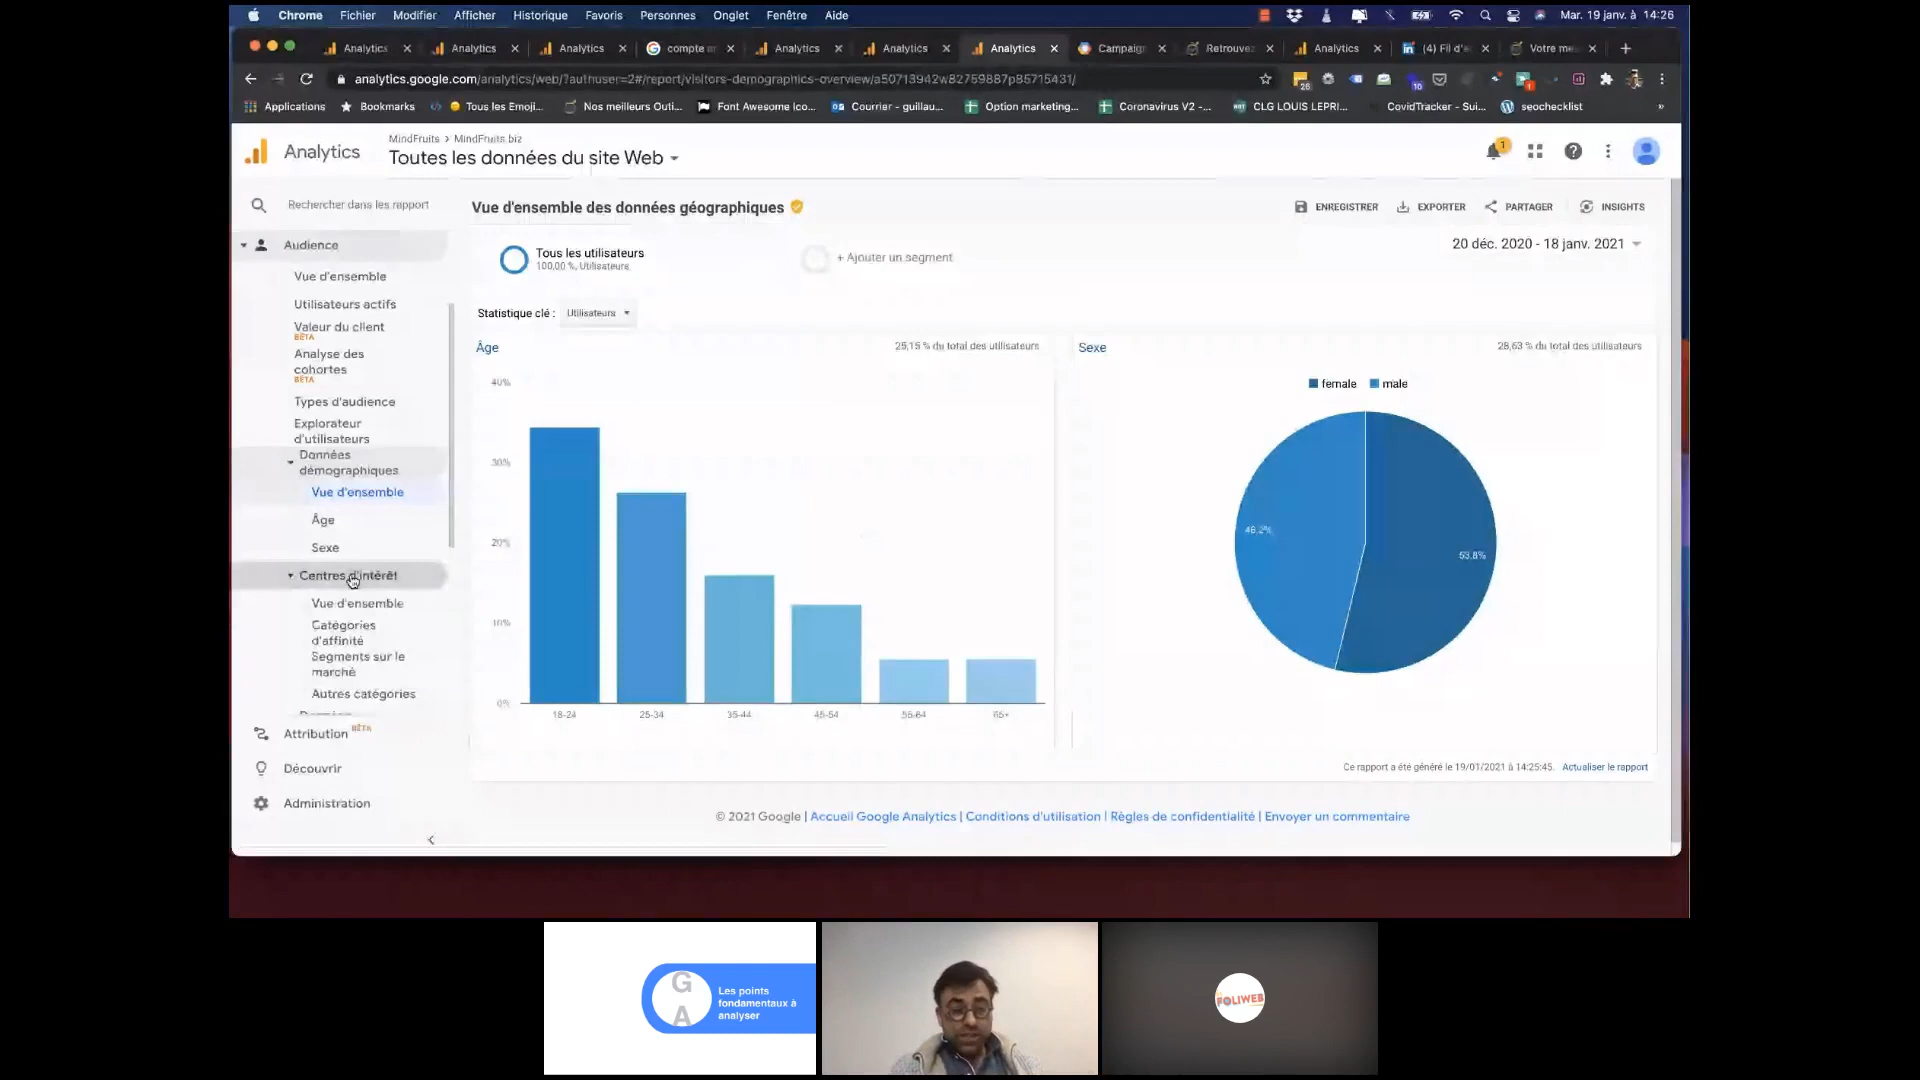 Chrome Fichier Modifier Afficher Historique Favoris Personnes Onglet Fenêtre Aide Mar. 19 janv. à 14:26
Analytics Analytics Analytics compte Analytics Analytics Analytics Campaign Retrouvez Analytics (4) Fil d'
analytics.google.com/analytics/web/?authuser=2#/report/visitors-demographics-overview/a50713942w82759887p85715431/
Applications Bookmarks Tous les Emoji... Nos meilleurs Outi... Font Awesome Ico... Courrier - guillau... Option marketing... Coronavirus V2 -... CLG LOUIS LEPRI... CovidTracker - Sui... seochecklist »
Analytics
MindFruits > MindFruits.biz
Toutes les données du site Web
1
Rechercher dans les rapport
Audience
Vue d'ensemble
Utilisateurs actifs
Valeur du client
BÊTA
Analyse des
cohortes
BÊTA
Types d'audience
Explorateur
d'utilisateurs
Données
démographiques
Vue d'ensemble
Âge
Sexe
Centres d'intérêt
Vue d'ensemble
Catégories
d'affinité
Segments sur le
marché
Autres catégories
Attribution BÊTA
Découvrir
Administration
Vue d'ensemble des données géographiques
ENREGISTRER EXPORTER PARTAGER INSIGHTS
Tous les utilisateurs
100,00 %, Utilisateurs
+ Ajouter un segment
20 déc. 2020 - 18 janv. 2021
Statistique clé : Utilisateurs
Âge 25,15 % du total des utilisateurs
40%
30%
20%
10%
0%
18-24 25-34 35-44 45-54 55-64 65+
Sexe 28,63 % du total des utilisateurs
female male
46,2%
53,8%
Ce rapport a été généré le 19/01/2021 à 14:25:45. Actualiser le rapport
© 2021 Google | Accueil Google Analytics | Conditions d'utilisation | Règles de confidentialité | Envoyer un commentaire
G
A
Les points
fondamentaux à
analyser
FOLIWEB